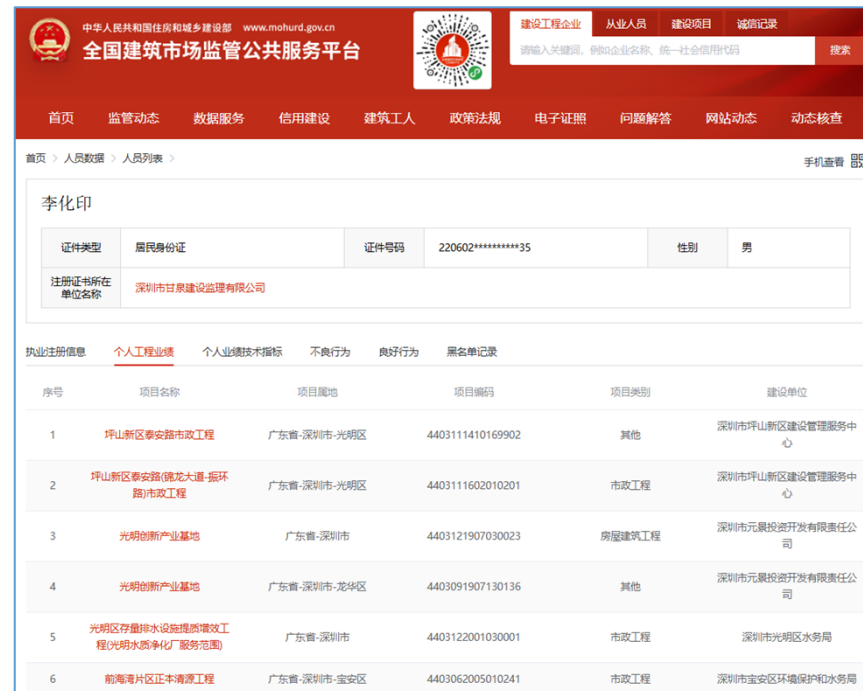 中华人民共和国住房和城乡建设部 www.mohurd.gov.cn
全国建筑市场监管公共服务平台
建设工程企业 从业人员 建设项目 诚信记录
请输入关键词，例如企业名称、统一社会信用代码 搜索
首页 监管动态 数据服务 信用建设 建筑工人 政策法规 电子证照 问题解答 网站动态 动态核查
首页 > 人员数据 > 人员列表 >
手机查看
李化印
证件类型 居民身份证 证件号码 220602**********35 性别 男
注册证书所在
单位名称
深圳市甘泉建设监理有限公司
执业注册信息 个人工程业绩 个人业绩技术指标 不良行为 良好行为 黑名单记录
序号 项目名称 项目属地 项目编码 项目类别 建设单位
1 坪山新区泰安路市政工程 广东省-深圳市-光明区 4403111410169902 其他 深圳市坪山新区建设管理服务中
心
2 坪山新区泰安路(锦龙大道-振环
路)市政工程
广东省-深圳市-光明区 4403111602010201 市政工程 深圳市坪山新区建设管理服务中
心
3 光明创新产业基地 广东省-深圳市 4403121907030023 房屋建筑工程 深圳市元景投资开发有限责任公
司
4 光明创新产业基地 广东省-深圳市-龙华区 4403091907130136 其他 深圳市元景投资开发有限责任公
司
5 光明区存量排水设施提质增效工
程(光明水质净化厂服务范围)
广东省-深圳市 4403122001030001 市政工程 深圳市光明区水务局
6 前海湾片区正本清源工程 广东省-深圳市-宝安区 4403062005010241 市政工程 深圳市宝安区环境保护和水务局